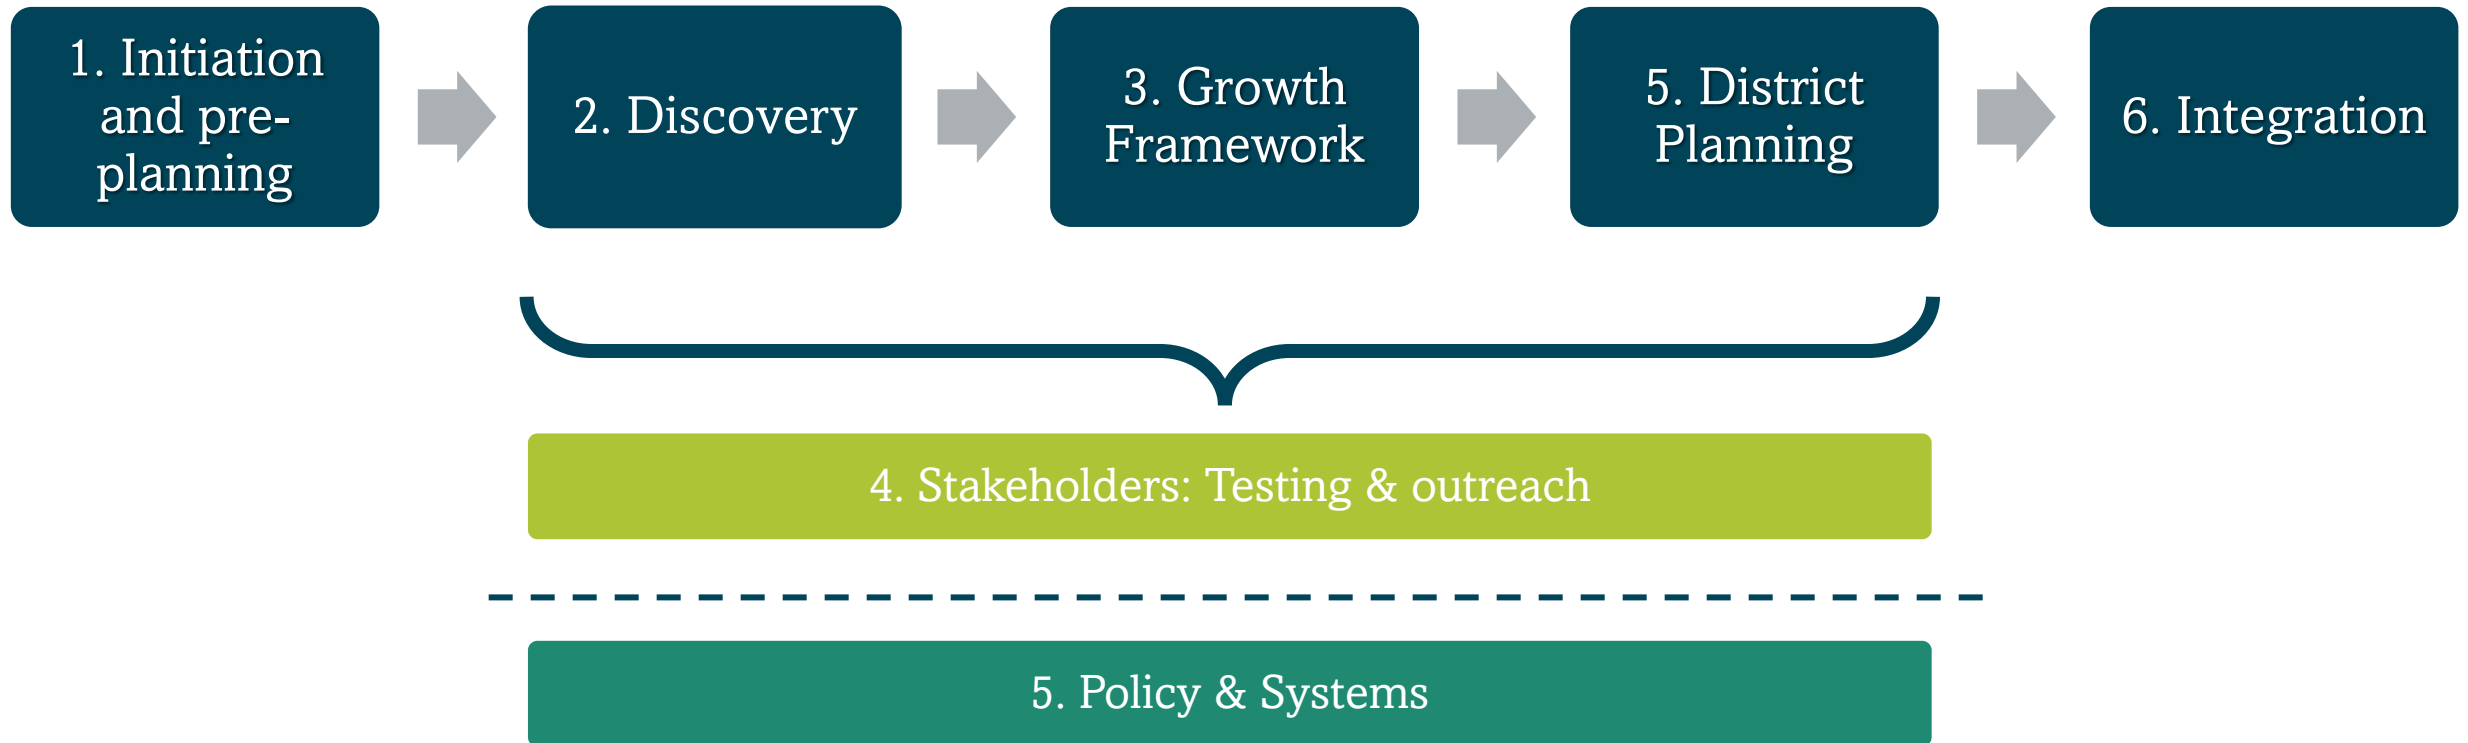 1. Initiation
and pre-
planning
2. Discovery
3. Growth
Framework
5. District
Planning
6. Integration
4. Stakeholders: Testing & outreach
5. Policy & Systems